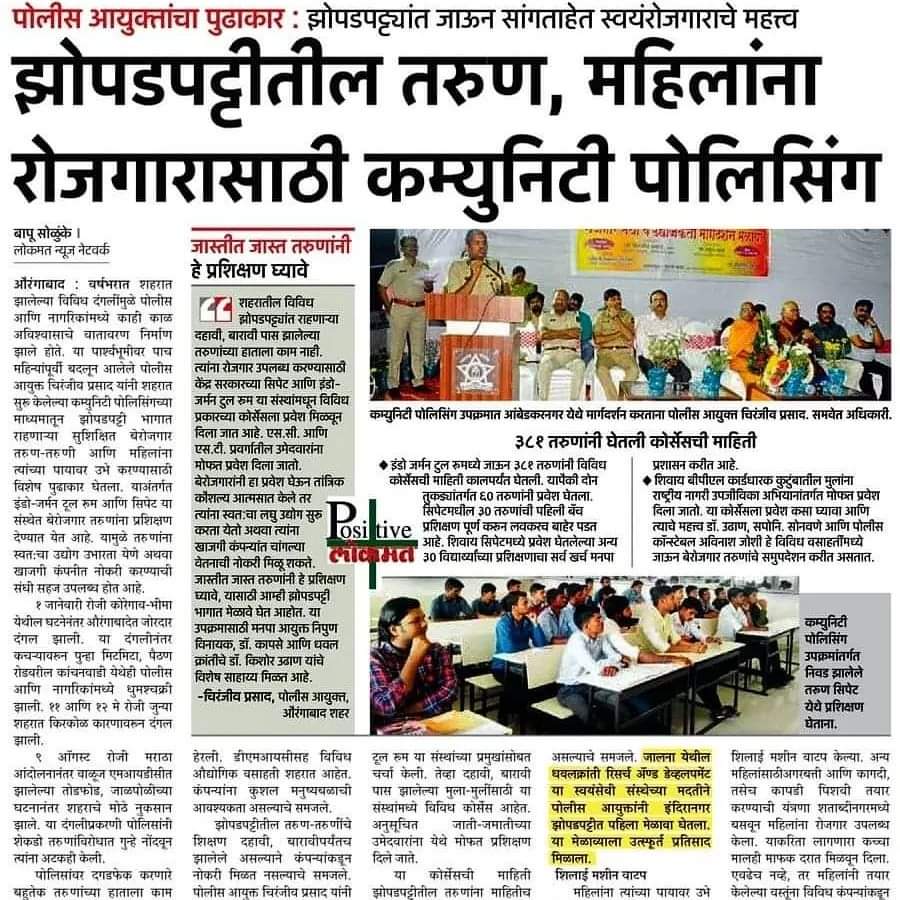 पोलीस आयुक्तांचा पुढाकार : झोपडपट्ट्यांत जाऊन सांगताहेत स्वयंरोजगाराचे महत्त्व
झोपडपट्टीतील तरुण, महिलांना
रोजगारासाठी कम्युनिटी पोलिसिंग
बापू सोळुंके ।
लोकमत न्यूज नेटवर्क
औरंगाबाद : वर्षभरात शहरात
झालेल्या विविध दंगलींमुळे पोलीस
आणि नागरिकांमध्ये काही काळ
अविश्वासाचे वातावरण निर्माण
झाले होते. या पार्श्वभूमीवर पाच
महिन्यांपूर्वी बदलून आलेले पोलीस
आयुक्त चिरंजीव प्रसाद यांनी शहरात
सुरू केलेल्या कम्युनिटी पोलिसिंगच्या
माध्यमातून झोपडपट्टी भागात
राहणाऱ्या सुशिक्षित बेरोजगार
तरुण-तरुणी आणि महिलांना
त्यांच्या पायावर उभे करण्यासाठी
विशेष पुढाकार घेतला. याअंतर्गत
इंडो-जर्मन टूल रूम आणि सिपेट या
संस्थेत बेरोजगार तरुणांना प्रशिक्षण
देण्यात येत आहे. यामुळे तरुणांना
स्वत:चा उद्योग उभारता येणे अथवा
खाजगी कंपनीत नोकरी करण्याची
संधी सहज उपलब्ध होत आहे.
१ जानेवारी रोजी कोरेगाव-भीमा
येथील घटनेनंतर औरंगाबादेत जोरदार
दंगल झाली. या दंगलीनंतर
कचऱ्यावरून पुन्हा मिटमिटा, पैठण
रोडवरील कांचनवाडी येथेही पोलीस
आणि नागरिकांमध्ये धुमश्चक्री
झाली. ११ आणि १२ मे रोजी जुन्या
शहरात किरकोळ कारणावरून दंगल
झाली.
९ ऑगस्ट रोजी मराठा
आंदोलनानंतर वाळूज एमआयडीसीत
झालेल्या तोडफोड, जाळपोळीच्या
घटनानंतर शहराचे मोठे नुकसान
झाले. या दंगलीप्रकरणी पोलिसांनी
शेकडो तरुणांविरोधात गुन्हे नोंदवून
त्यांना अटकही केली.
पोलिसांवर दगडफेक करणारे
बहुतेक तरुणांच्या हाताला काम
जास्तीत जास्त तरुणांनी
हे प्रशिक्षण घ्यावे
शहरातील विविध
झोपडपट्ट्यांत राहणाऱ्या
दहावी, बारावी पास झालेल्या
तरुणांच्या हाताला काम नाही.
त्यांना रोजगार उपलब्ध करण्यासाठी
केंद्र सरकारच्या सिपेट आणि इंडो-
जर्मन टुल रूम या संस्थांमधून विविध
प्रकारच्या कोर्सेसला प्रवेश मिळवून
दिला जात आहे. एस.सी. आणि
एस.टी. प्रवर्गातील उमेदवारांना
मोफत प्रवेश दिला जातो.
बेरोजगारांनी हा प्रवेश घेऊन तांत्रिक
कौशल्य आत्मसात केले तर
त्यांना स्वत:चा लघु उद्योग सुरू
करता येतो अथवा त्यांना
खाजगी कंपन्यांत चांगल्या
वेतनाची नोकरी मिळू शकते.
जास्तीत जास्त तरुणांनी हे प्रशिक्षण
घ्यावे, यासाठी आम्ही झोपडपट्टी
भागात मेळावे घेत आहोत. या
उपक्रमासाठी मनपा आयुक्त निपुण
विनायक, डॉ. कापसे आणि धवल
क्रांतीचे डॉ. किशोर उढाण यांचे
विशेष साहाय्य मिळत आहे.
-चिरंजीव प्रसाद, पोलीस आयुक्त,
औरंगाबाद शहर
कम्युनिटी पोलिसिंग उपक्रमात आंबेडकरनगर येथे मार्गदर्शन करताना पोलीस आयुक्त चिरंजीव प्रसाद. समवेत अधिकारी.
३८१ तरुणांनी घेतली कोर्सेसची माहिती
◆ इंडो जर्मन टुल रुममध्ये जाऊन ३८१ तरुणांनी विविध
कोर्सेसची माहिती कालपर्यंत घेतली. यापैकी दोन
तुकड्यांतर्गत ६० तरुणांनी प्रवेश घेतला.
सिपेटमधील ३० तरुणांची पहिली बॅच
प्रशिक्षण पूर्ण करून लवकरच बाहेर पडत
आहे. शिवाय सिपेटमध्ये प्रवेश घेतलेल्या अन्य
३० विद्यार्थ्यांच्या प्रशिक्षणाचा सर्व खर्च मनपा
प्रशासन करीत आहे.
◆ शिवाय बीपीएल कार्डधारक कुटुंबातील मुलांना
राष्ट्रीय नागरी उपजीविका अभियानांतर्गत मोफत प्रवेश
दिला जातो. या कोर्सेसला प्रवेश कसा घ्यावा आणि
त्याचे महत्त्व डॉ. उढाण, सपोनि. सोनवणे आणि पोलीस
कॉन्स्टेबल अविनाश जोशी हे विविध वसाहतींमध्ये
जाऊन बेरोजगार तरुणांचे समुपदेशन करीत असतात.
Positive
लोकमत
कम्युनिटी
पोलिसिंग
उपक्रमांतर्गत
निवड झालेले
तरुण सिपेट
येथे प्रशिक्षण
घेताना.
हेरली. डीएमआयसीसह विविध
औद्योगिक वसाहती शहरात आहेत.
कंपन्यांना कुशल मनुष्यबळाची
आवश्यकता असल्याचे समजले.
झोपडपट्टीतील तरुण-तरुणींचे
शिक्षण दहावी, बारावीपर्यंतच
झालेले असल्याने कंपन्यांकडून
नोकरी मिळत नसल्याचे समजले.
पोलीस आयुक्त चिरंजीव प्रसाद यांनी
टूल रूम या संस्थांच्या प्रमुखांसोबत
चर्चा केली. तेव्हा दहावी, बारावी
पास झालेल्या मुला-मुलींसाठी या
संस्थांमध्ये विविध कोर्सेस आहेत.
अनुसूचित जाती-जमातीच्या
उमेदवारांना येथे मोफत प्रशिक्षण
दिले जाते.
या कोर्सेसची माहिती
झोपडपट्टीतील तरुणांना माहितीच
असल्याचे समजले. जालना येथील
धवलक्रांती रिसर्च ॲण्ड डेव्हलपमेंट
या स्वयंसेवी संस्थेच्या मदतीने
पोलीस आयुक्तांनी इंदिरानगर
झोपडपट्टीत पहिला मेळावा घेतला.
या मेळाव्याला उत्स्फूर्त प्रतिसाद
मिळाला.
शिलाई मशीन वाटप
महिलांना त्यांच्या पायावर उभे
शिलाई मशीन वाटप केल्या. अन्य
महिलांसाठीअगरबत्ती आणि कागदी,
तसेच कापडी पिशवी तयार
करण्याची यंत्रणा शताब्दीनगरमध्ये
बसवून महिलांना रोजगार उपलब्ध
केला. याकरिता लागणारा कच्चा
मालही माफक दरात मिळवून दिला.
एवढेच नव्हे, तर महिलांनी तयार
केलेल्या वस्तूंना विविध कंपन्यांकडून